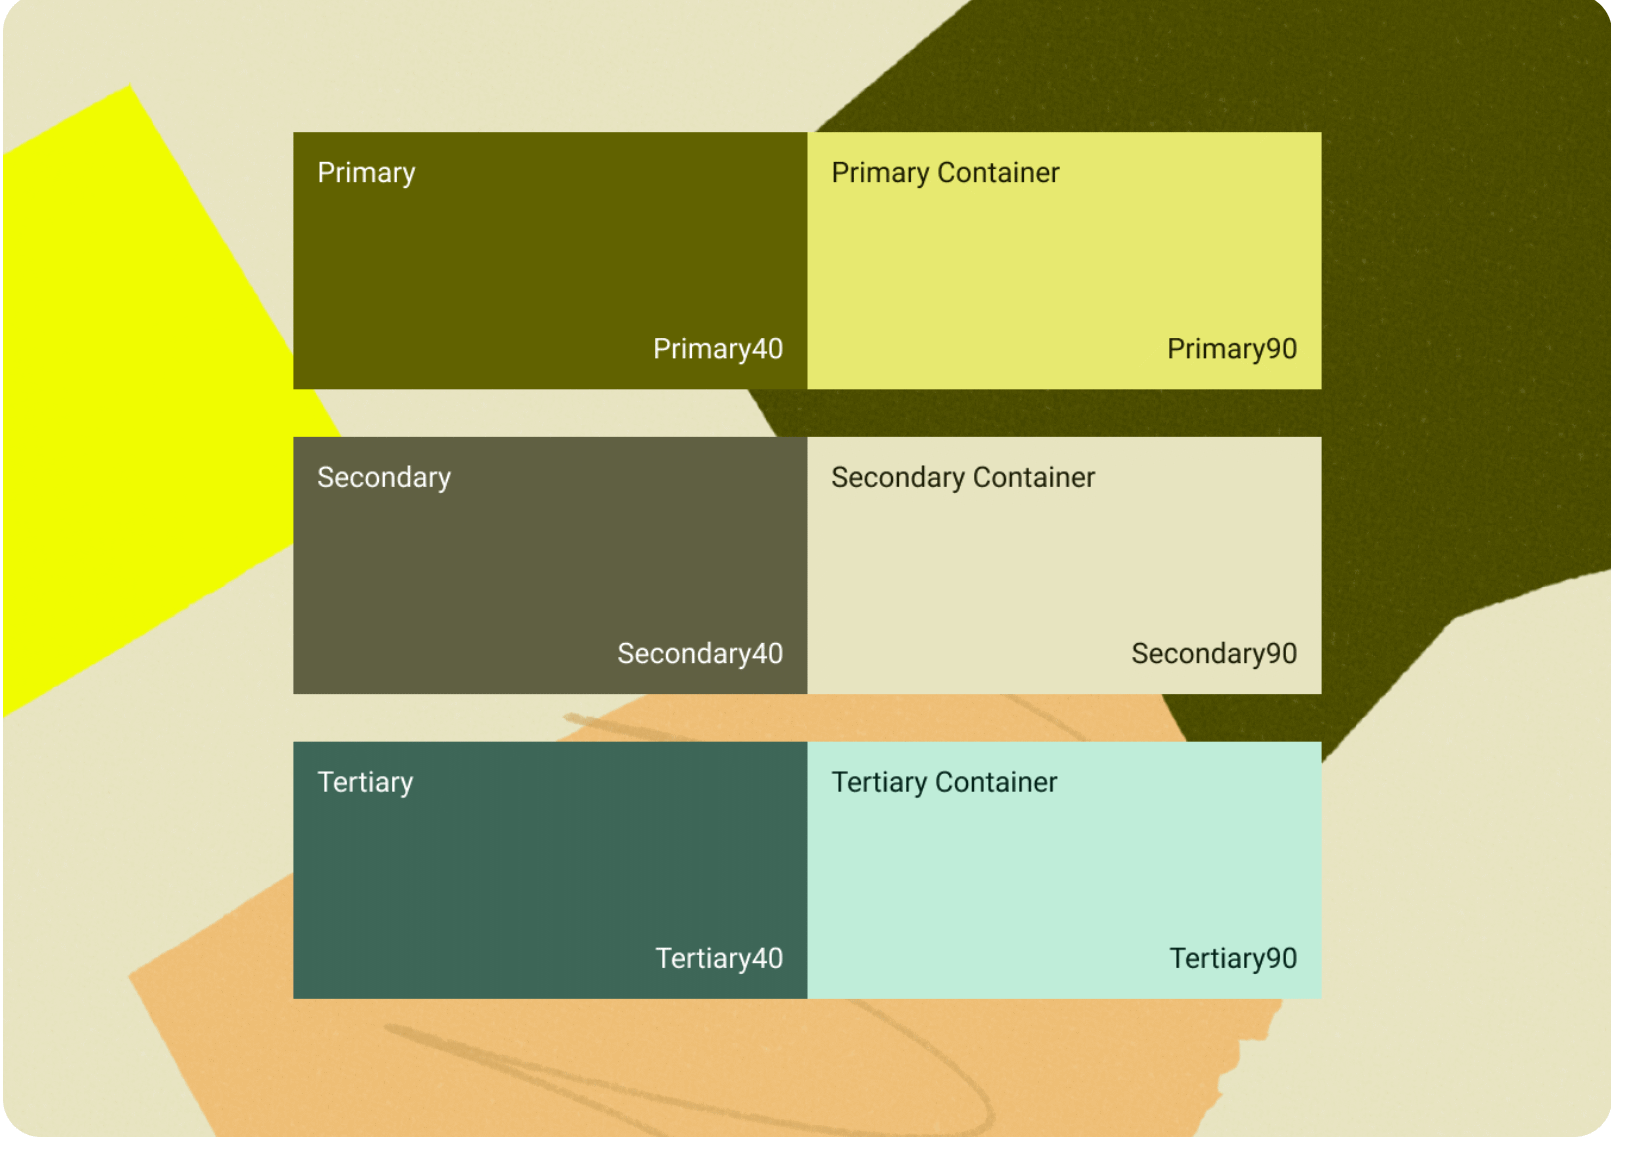 Primary
Primary Container
Primary40
Primary90
Secondary
Secondary Container
Secondary40
Secondary90
Tertiary
Tertiary Container
Tertiary40
Tertiary90